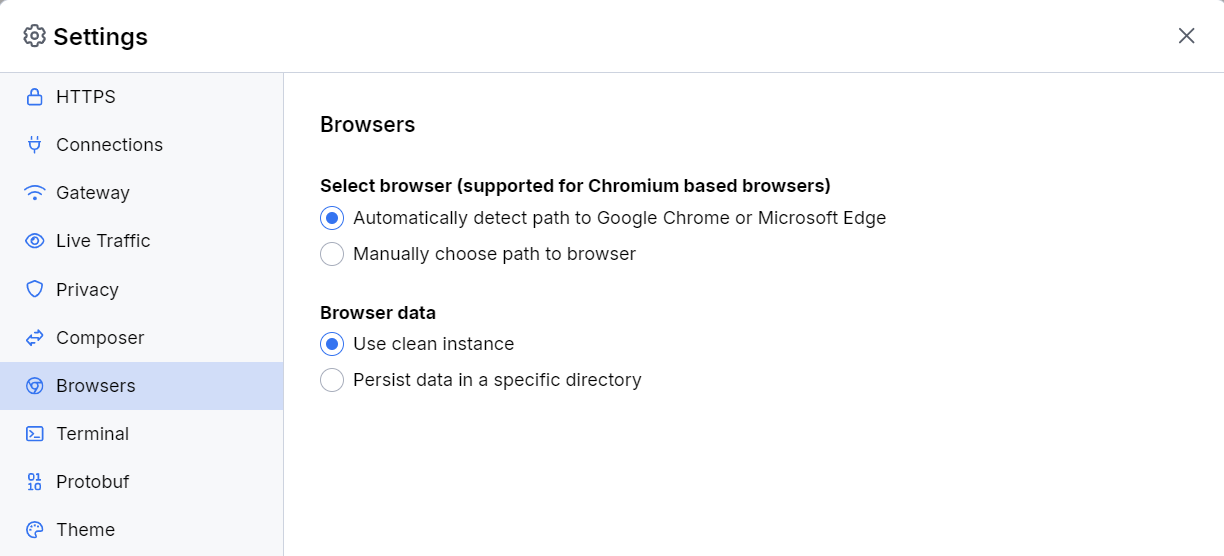 Settings
HTTPS
Connections
Gateway
Live Traffic
Privacy
Composer
Browsers
Terminal
Protobuf
Theme
Browsers
Select browser (supported for Chromium based browsers)
Automatically detect path to Google Chrome or Microsoft Edge
Manually choose path to browser
Browser data
Use clean instance
Persist data in a specific directory